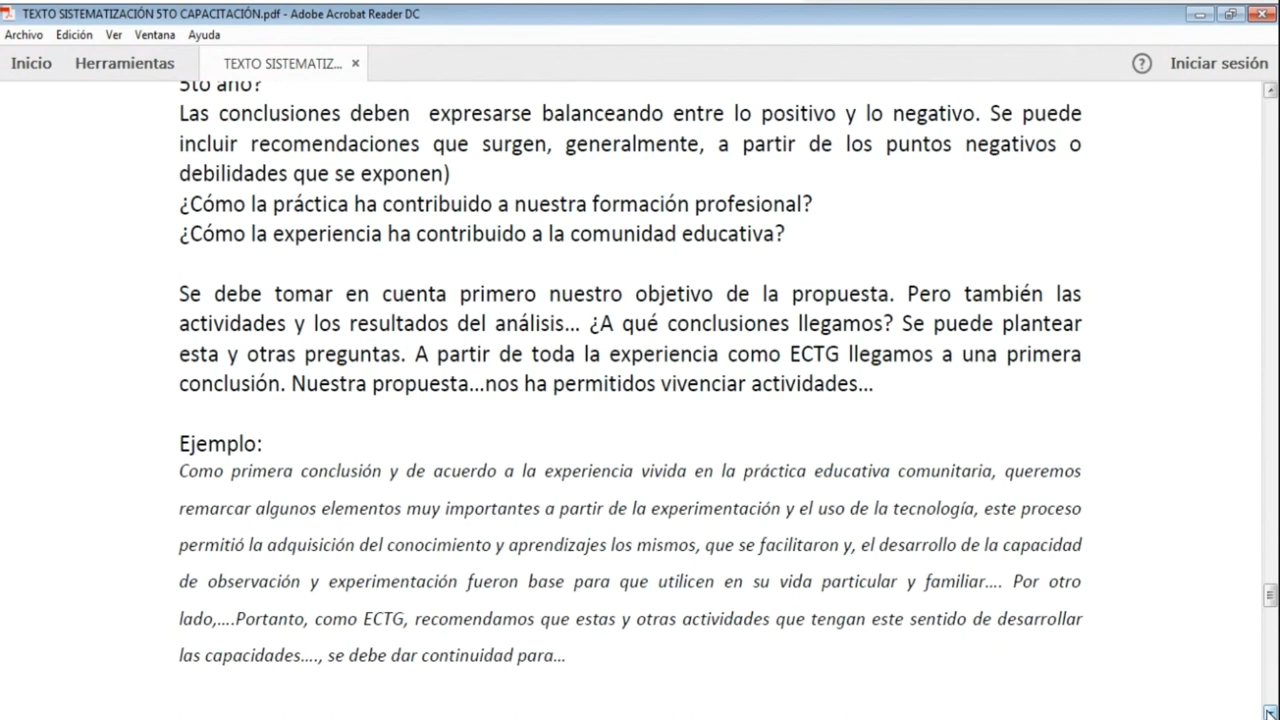 TEXTO SISTEMATIZACIÓN 5TO CAPACITACIÓN.pdf - Adobe Acrobat Reader DC
Archivo Edición Ver Ventana Ayuda
Inicio Herramientas TEXTO SISTEMATIZ... × ? Iniciar sesión
5to año?
Las conclusiones deben expresarse balanceando entre lo positivo y lo negativo. Se puede
incluir recomendaciones que surgen, generalmente, a partir de los puntos negativos o
debilidades que se exponen)
¿Cómo la práctica ha contribuido a nuestra formación profesional?
¿Cómo la experiencia ha contribuido a la comunidad educativa?
Se debe tomar en cuenta primero nuestro objetivo de la propuesta. Pero también las
actividades y los resultados del análisis... ¿A qué conclusiones llegamos? Se puede plantear
esta y otras preguntas. A partir de toda la experiencia como ECTG llegamos a una primera
conclusión. Nuestra propuesta...nos ha permitidos vivenciar actividades...
Ejemplo:
Como primera conclusión y de acuerdo a la experiencia vivida en la práctica educativa comunitaria, queremos
remarcar algunos elementos muy importantes a partir de la experimentación y el uso de la tecnología, este proceso
permitió la adquisición del conocimiento y aprendizajes los mismos, que se facilitaron y, el desarrollo de la capacidad
de observación y experimentación fueron base para que utilicen en su vida particular y familiar.... Por otro
lado,....Portanto, como ECTG, recomendamos que estas y otras actividades que tengan este sentido de desarrollar
las capacidades...., se debe dar continuidad para...